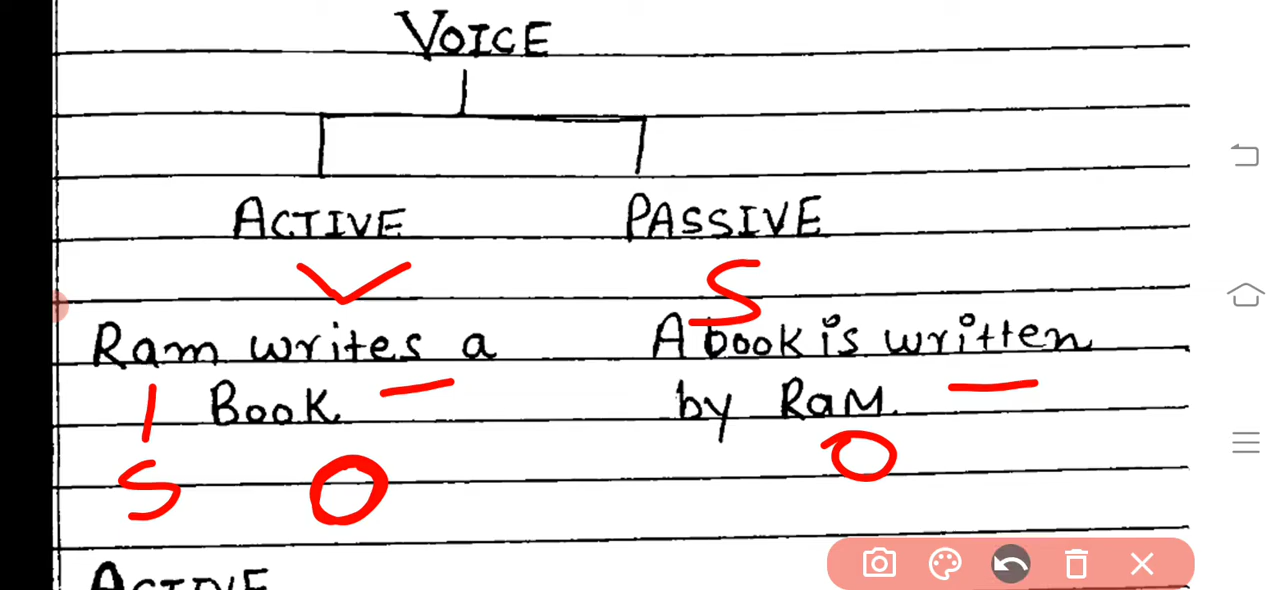 VOICE
ACTIVE PASSIVE
V S
Ram writes a A book is written
Book by RaM.
S O O